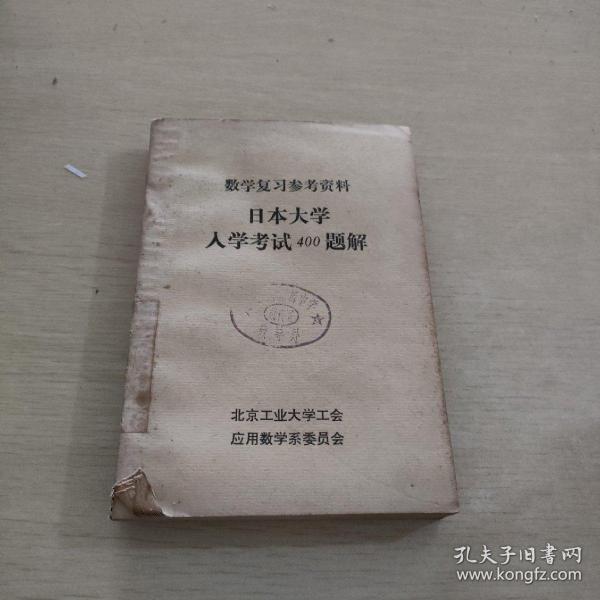 数学复习参考资料
日本大学
入学考试400题解
北京工业大学工会
应用数学系委员会
孔夫子旧书网
www.kongfz.com